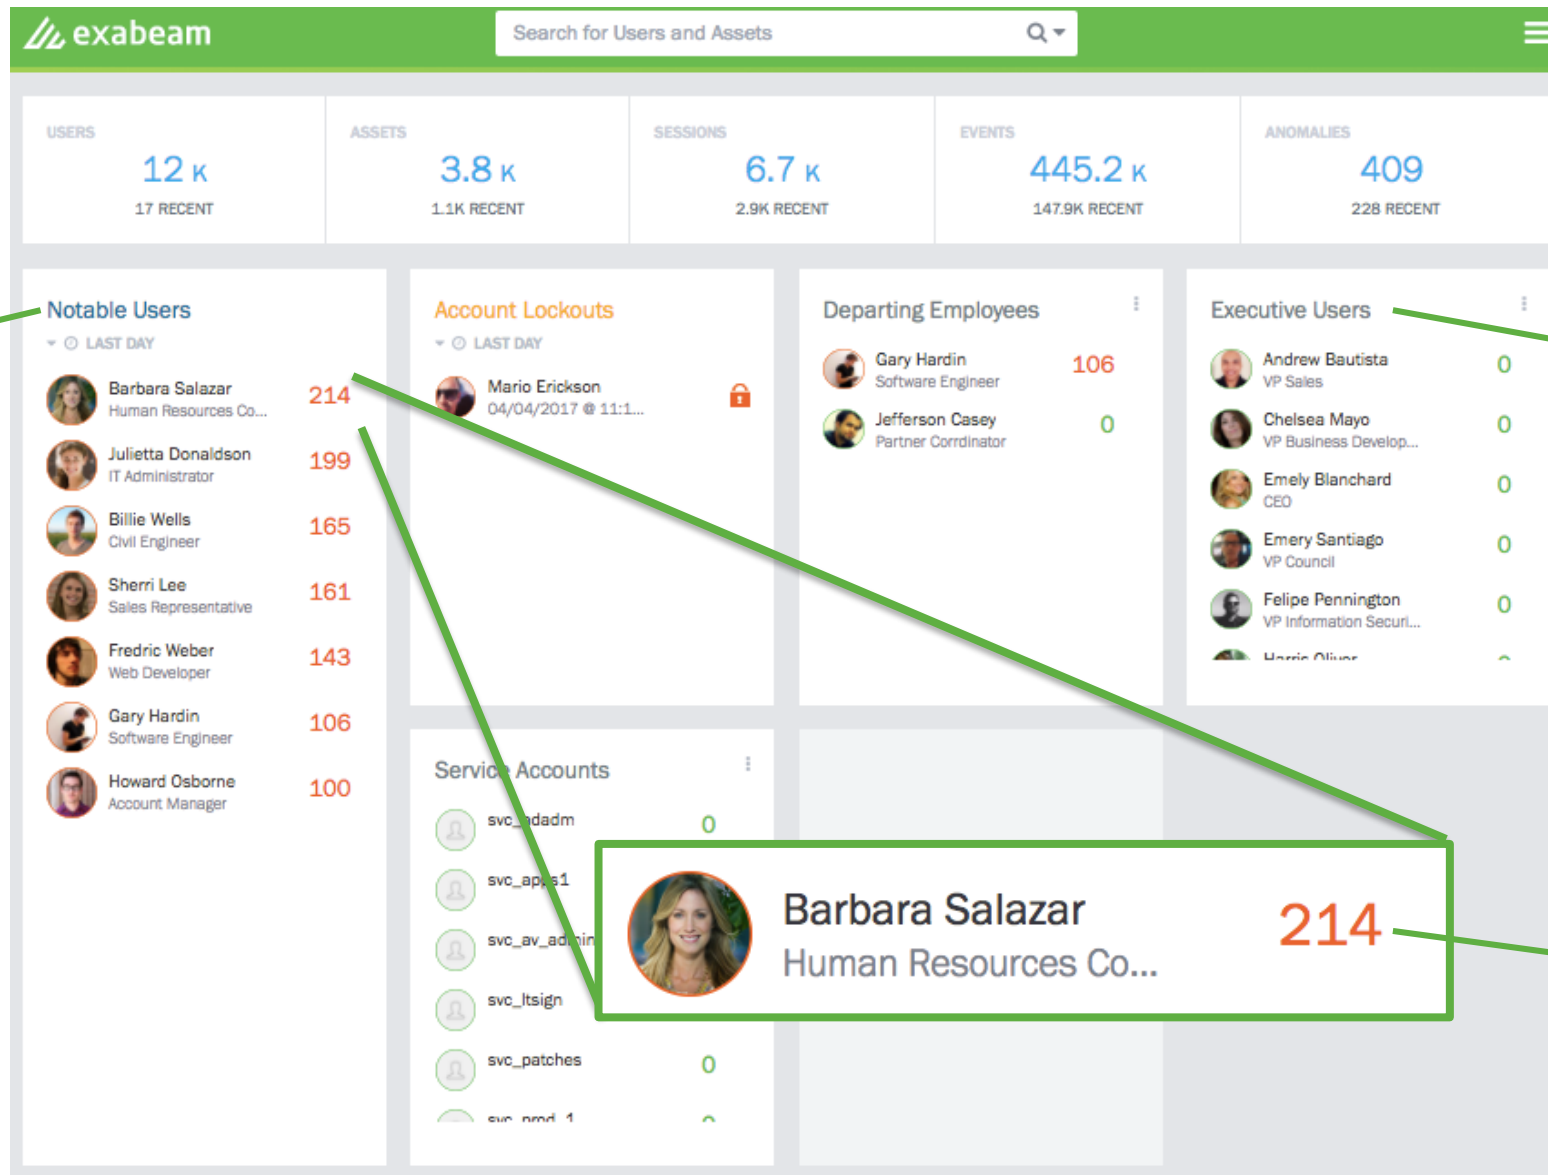 exabeam
Search for Users and Assets
USERS
12 K
17 RECENT
ASSETS
3.8 K
1.1K RECENT
SESSIONS
6.7 K
2.9K RECENT
EVENTS
445.2 K
147.9K RECENT
ANOMALIES
409
228 RECENT
Notable Users
LAST DAY
Barbara Salazar 214
Human Resources Co...
Julietta Donaldson 199
IT Administrator
Billie Wells 165
Civil Engineer
Sherri Lee 161
Sales Representative
Fredric Weber 143
Web Developer
Gary Hardin 106
Software Engineer
Howard Osborne 100
Account Manager
Account Lockouts
LAST DAY
Mario Erickson
04/04/2017 @ 11:1...
Departing Employees
Gary Hardin 106
Software Engineer
Jefferson Casey 0
Partner Corrdinator
Executive Users
Andrew Bautista 0
VP Sales
Chelsea Mayo 0
VP Business Develop...
Emely Blanchard 0
CEO
Emery Santiago 0
VP Council
Felipe Pennington 0
VP Information Securi...
Harris Oliver
Service Accounts
svc_adadm 0
svc_apps1
svc_av_admin
svc_ltsign
svc_patches 0
svc_prod_1
Barbara Salazar 214
Human Resources Co...